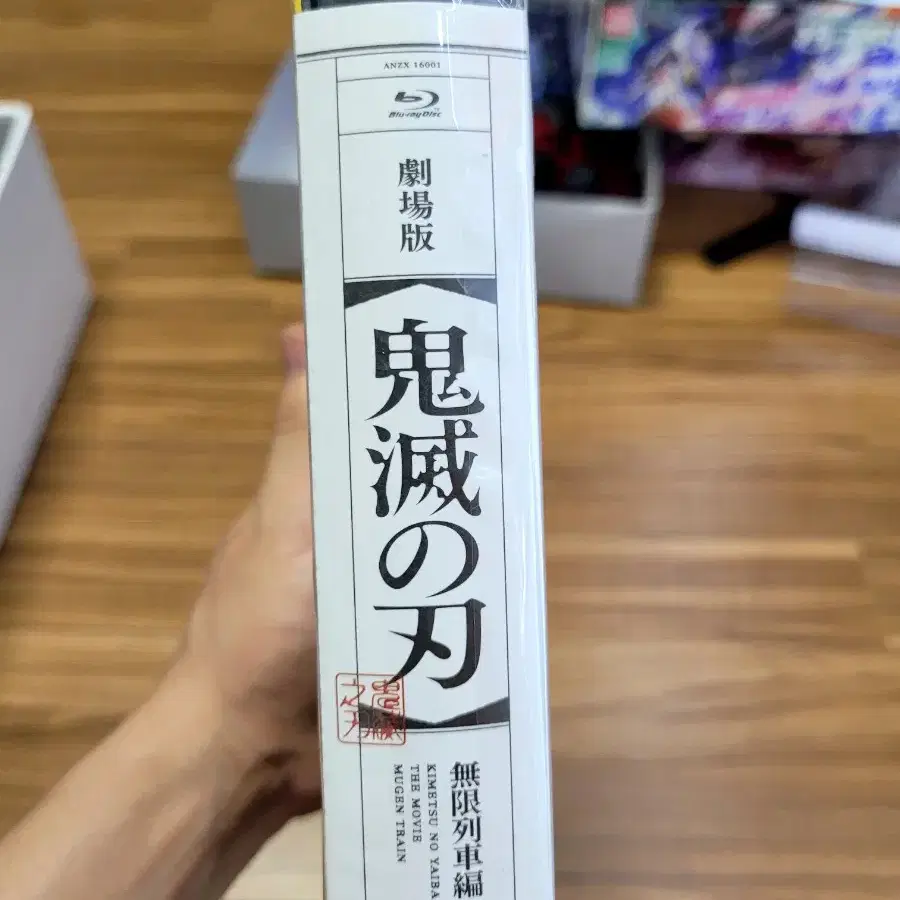 ANZX 16001
Blu-ray Disc
劇場版
鬼滅の刃
無限列車編
KIMETSU NO YAIBA
THE MOVIE
MUGEN TRAIN